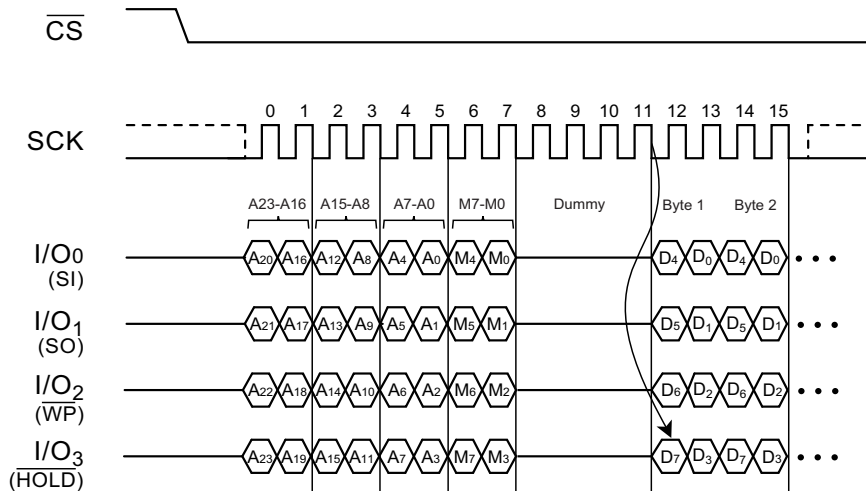 CS
0 1 2 3 4 5 6 7 8 9 10 11 12 13 14 15
SCK
A23-A16 A15-A8 A7-A0 M7-M0 Dummy Byte 1 Byte 2
I/O0 A20 A16 A12 A8 A4 A0 M4 M0 D4 D0 D4 D0 • • •
(SI)
I/O1 A21 A17 A13 A9 A5 A1 M5 M1 D5 D1 D5 D1 • • •
(SO)
I/O2 A22 A18 A14 A10 A6 A2 M6 M2 D6 D2 D6 D2 • • •
(WP)
I/O3 A23 A19 A15 A11 A7 A3 M7 M3 D7 D3 D7 D3 • • •
(HOLD)